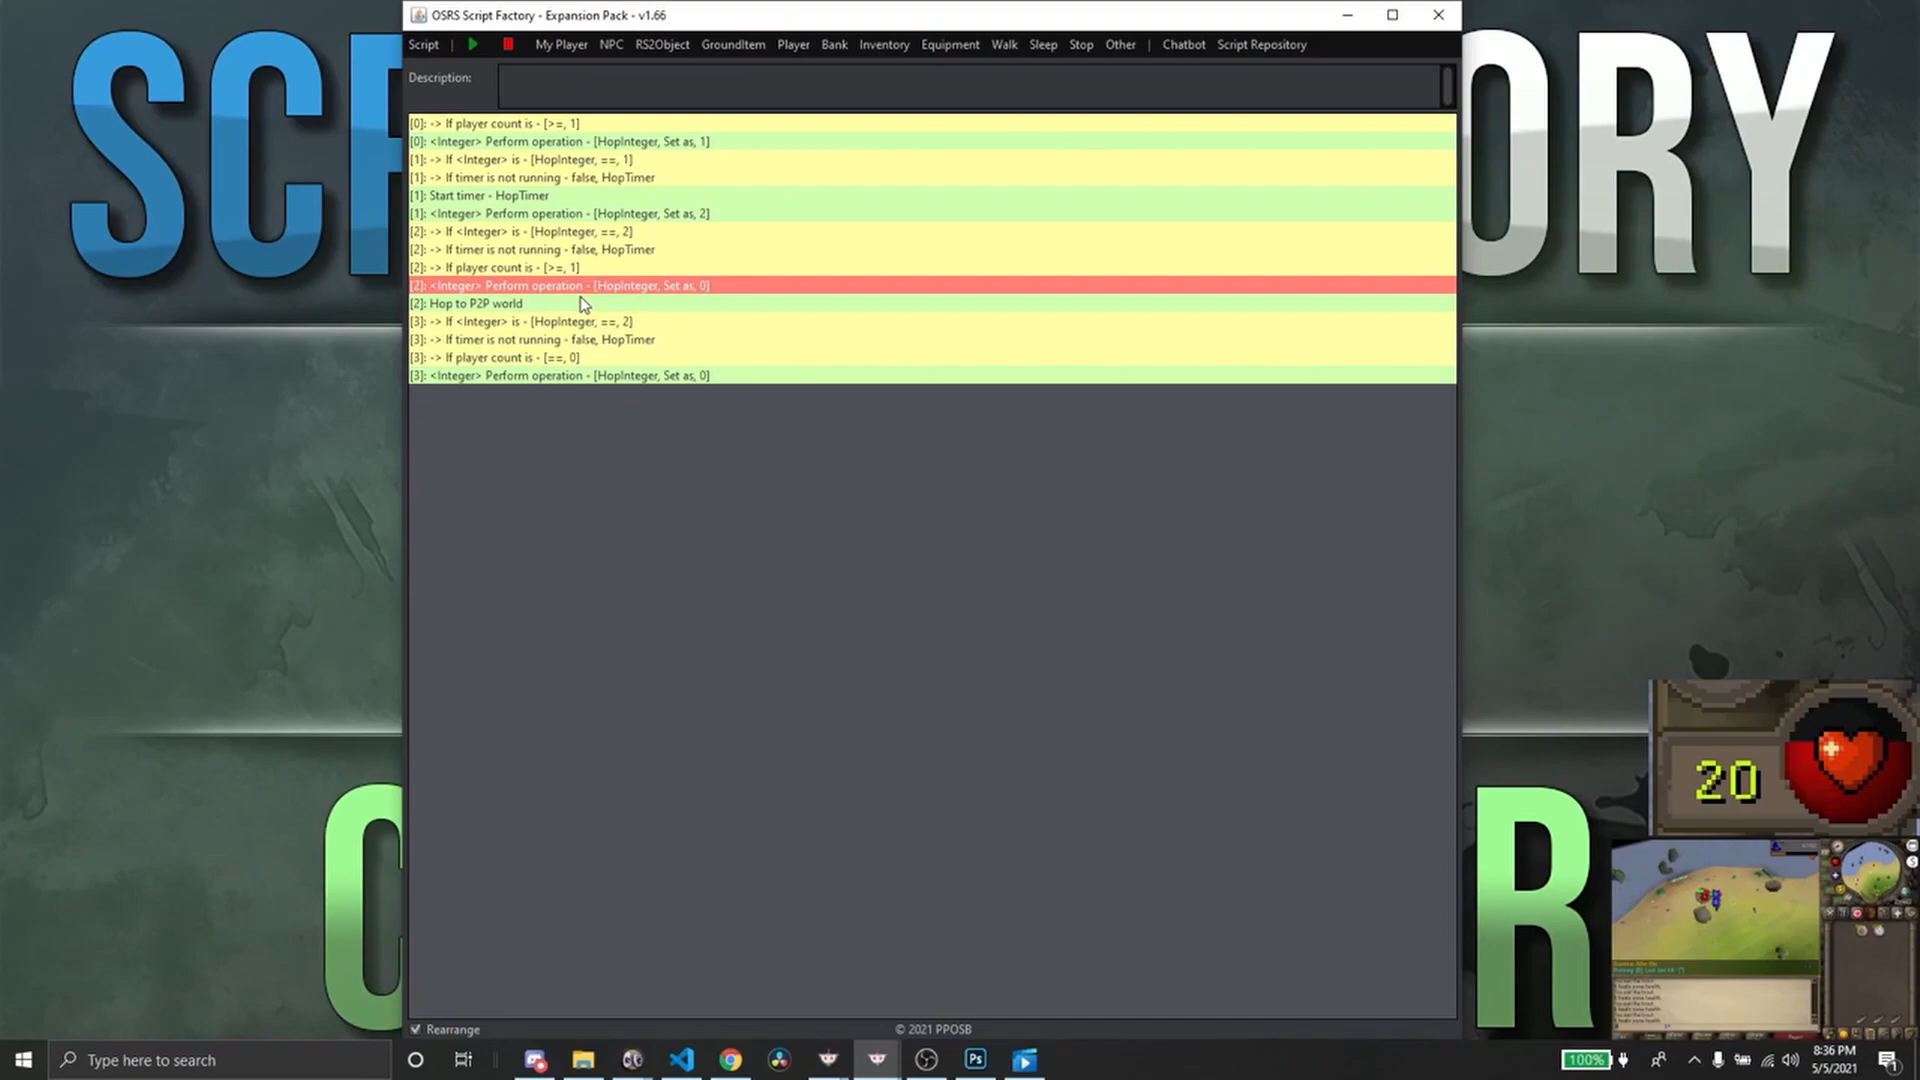 OSRS Script Factory - Expansion Pack - v1.66
Script | My Player NPC RS2Object GroundItem Player Bank Inventory Equipment Walk Sleep Stop Other | Chatbot Script Repository
Description:
[0]: -> If player count is - [>=, 1]
[0]: <Integer> Perform operation - [HopInteger, Set as, 1]
[1]: -> If <Integer> is - [HopInteger, ==, 1]
[1]: -> If timer is not running - false, HopTimer
[1]: Start timer - HopTimer
[1]: <Integer> Perform operation - [HopInteger, Set as, 2]
[2]: -> If <Integer> is - [HopInteger, ==, 2]
[2]: -> If timer is not running - false, HopTimer
[2]: -> If player count is - [>=, 1]
[2]: <Integer> Perform operation - [HopInteger, Set as, 0]
[2]: Hop to P2P world
[3]: -> If <Integer> is - [HopInteger, ==, 2]
[3]: -> If timer is not running - false, HopTimer
[3]: -> If player count is - [==, 0]
[3]: <Integer> Perform operation - [HopInteger, Set as, 0]
SC
ORY
R
20
Rearrange
© 2021 PPOSB
Type here to search
Ps
100%
8:36 PM
5/5/2021
1